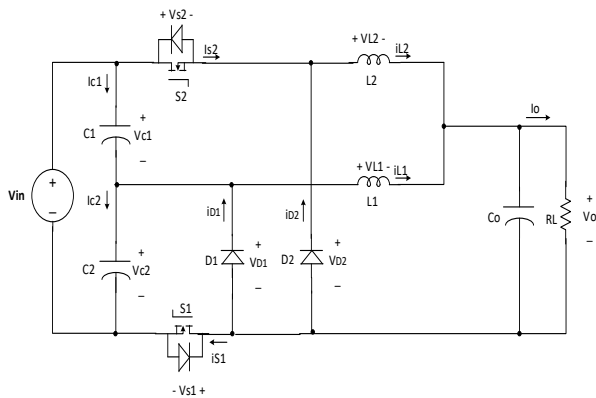 + Vs2 -
Is2
S2
+ VL2 -
iL2
L2
Ic1
C1
+
Vc1
–
Io
+ VL1 -
iL1
L1
Vin
+
–
Ic2
C2
+
Vc2
–
iD1
D1
+
VD1
–
iD2
D2
+
VD2
–
Co
RL
+
Vo
–
S1
iS1
- Vs1 +